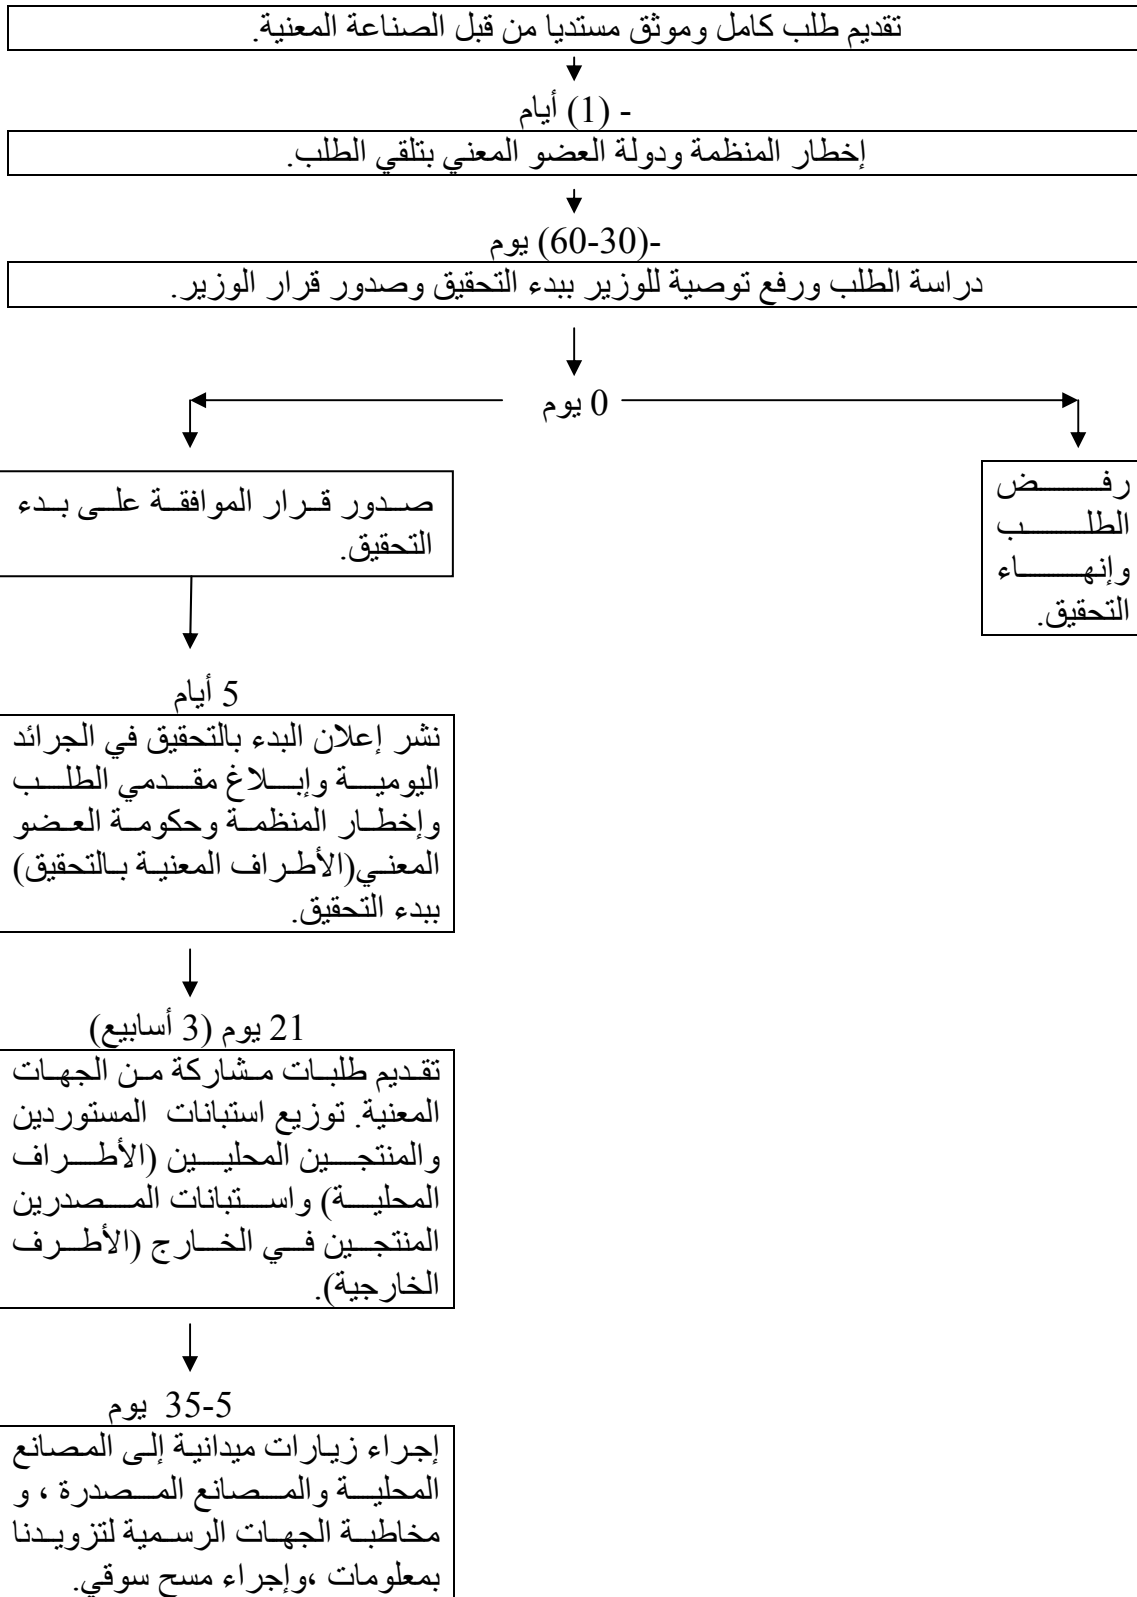 تقديم طلب كامل وموثق مستديا من قبل الصناعة المعنية.
- (1) أيام
إخطار المنظمة ودولة العضو المعني بتلقي الطلب.
-(30-60) يوم
دراسة الطلب ورفع توصية للوزير ببدء التحقيق وصدور قرار الوزير.
0 يوم
رفض
الطلب
وإنهاء
التحقيق.
صدور قرار الموافقة على بدء
التحقيق.
5 أيام
نشر إعلان البدء بالتحقيق في الجرائد
اليومية وإبلاغ مقدمي الطلب
وإخطار المنظمة وحكومة العضو
المعني(الأطراف المعنية بالتحقيق)
ببدء التحقيق.
21 يوم (3 أسابيع)
تقديم طلبات مشاركة من الجهات
المعنية. توزيع استبانات المستوردين
والمنتجين المحليين (الأطراف
المحلية) واستبانات المصدرين
المنتجين في الخارج (الأطرف
الخارجية).
35-5 يوم
إجراء زيارات ميدانية إلى المصانع
المحلية والمصانع المصدرة ، و
مخاطبة الجهات الرسمية لتزويدنا
بمعلومات ،وإجراء مسح سوقي.